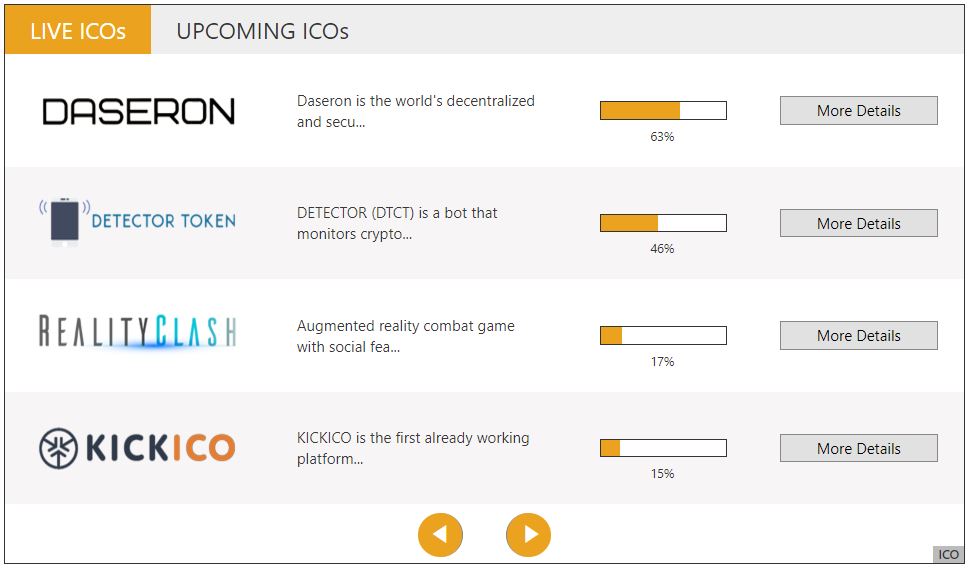 LIVE ICOs
UPCOMING ICOs
DASERON
Daseron is the world's decentralized
and secu...
63%
More Details
DETECTOR TOKEN
DETECTOR (DTCT) is a bot that
monitors crypto...
46%
More Details
REALITYCLASH
Augmented reality combat game
with social fea...
17%
More Details
KICKICO
KICKICO is the first already working
platform...
15%
More Details
ICO